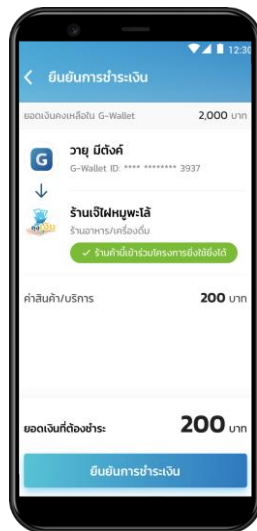 12:30
ยืนยันการชำระเงิน
ยอดเงินคงเหลือใน G-Wallet 2,000 บาท
G วายุ มีตังค์
G-Wallet ID: **** ******** 3937
ร้านเจ๊ไฝหมูพะโล้
ร้านอาหาร/เครื่องดื่ม
✓ ร้านค้านี้เข้าร่วมโครงการยิ่งใช้ยิ่งได้
ค่าสินค้า/บริการ 200 บาท
ยอดเงินที่ต้องชำระ 200 บาท
ยืนยันการชำระเงิน